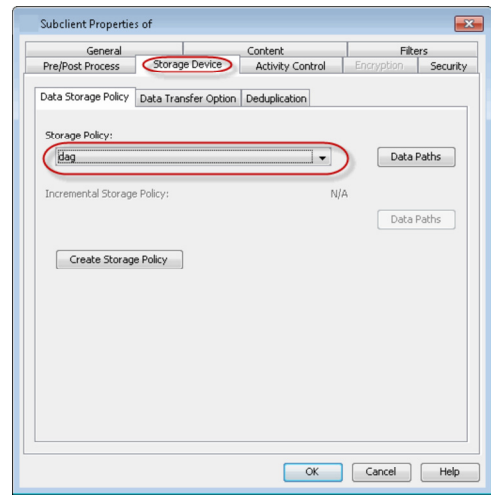 Subclient Properties of
General Content Filters
Pre/Post Process Storage Device Activity Control Encryption Security
Data Storage Policy Data Transfer Option Deduplication
Storage Policy:
dag Data Paths
Incremental Storage Policy: N/A
Data Paths
Create Storage Policy
OK Cancel Help